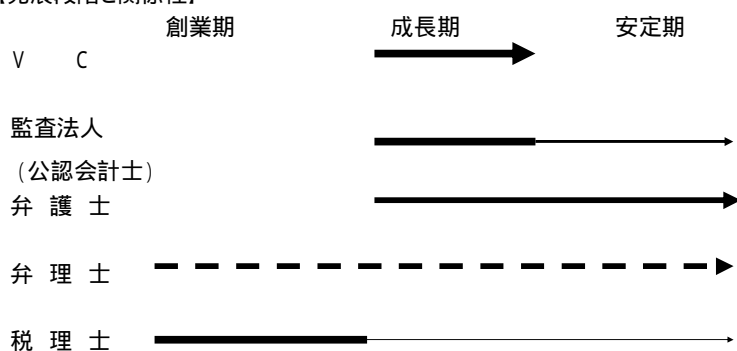 創業期 成長期 安定期
V C
監査法人
(公認会計士)
弁 護 士
弁 理 士
税 理 士